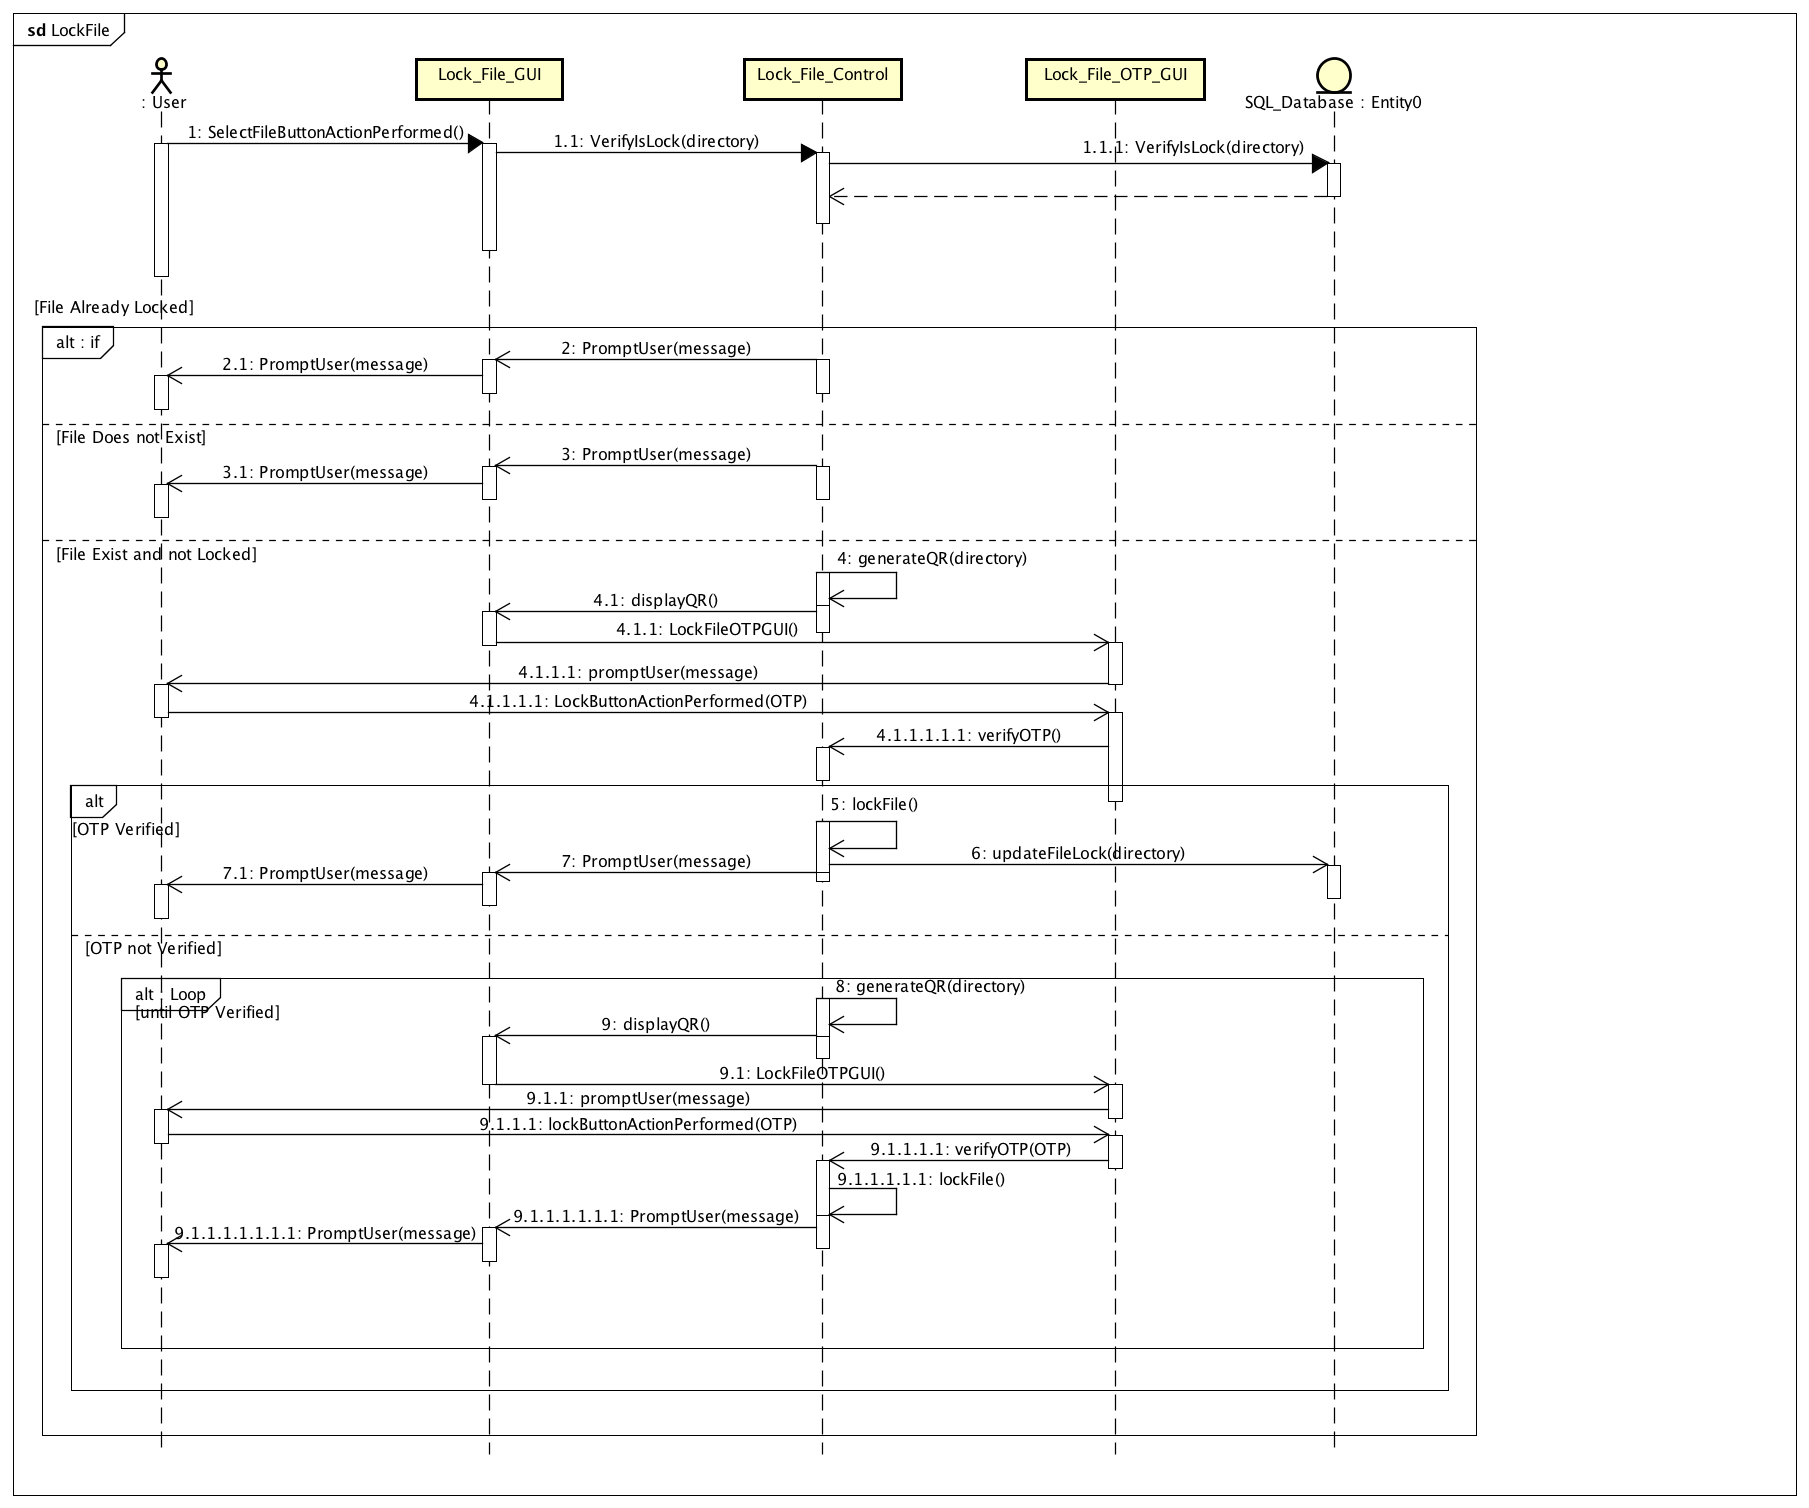 sd LockFile
: User
Lock_File_GUI
Lock_File_Control
Lock_File_OTP_GUI
SQL_Database : Entity0
1: SelectFileButtonActionPerformed()
1.1: VerifyIsLock(directory)
1.1.1: VerifyIsLock(directory)
[File Already Locked]
alt : if
2: PromptUser(message)
2.1: PromptUser(message)
[File Does not Exist]
3: PromptUser(message)
3.1: PromptUser(message)
[File Exist and not Locked]
4: generateQR(directory)
4.1: displayQR()
4.1.1: LockFileOTPGUI()
4.1.1.1: promptUser(message)
4.1.1.1.1: LockButtonActionPerformed(OTP)
4.1.1.1.1.1: verifyOTP()
alt
5: lockFile()
[OTP Verified]
6: updateFileLock(directory)
7: PromptUser(message)
7.1: PromptUser(message)
[OTP not Verified]
alt : Loop
8: generateQR(directory)
[until OTP Verified]
9: displayQR()
9.1: LockFileOTPGUI()
9.1.1: promptUser(message)
9.1.1.1: lockButtonActionPerformed(OTP)
9.1.1.1.1: verifyOTP(OTP)
9.1.1.1.1.1: lockFile()
9.1.1.1.1.1.1: PromptUser(message)
9.1.1.1.1.1.1.1: PromptUser(message)